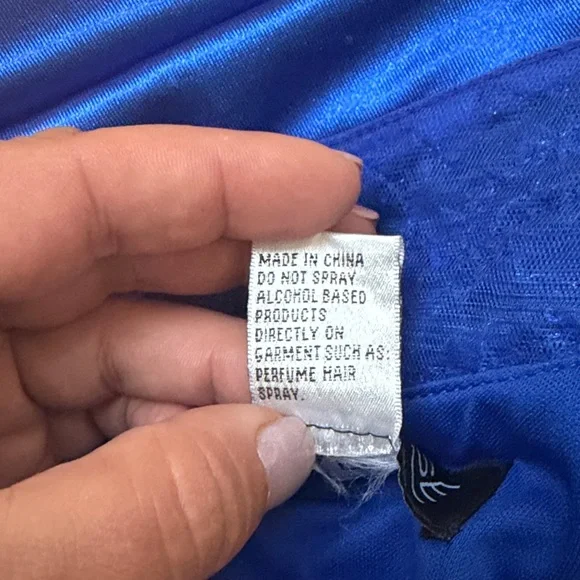 MADE IN CHINA
DO NOT SPRAY
ALCOHOL BASED
PRODUCTS
DIRECTLY ON
GARMENT SUCH AS:
PERFUME HAIR
SPRAY.